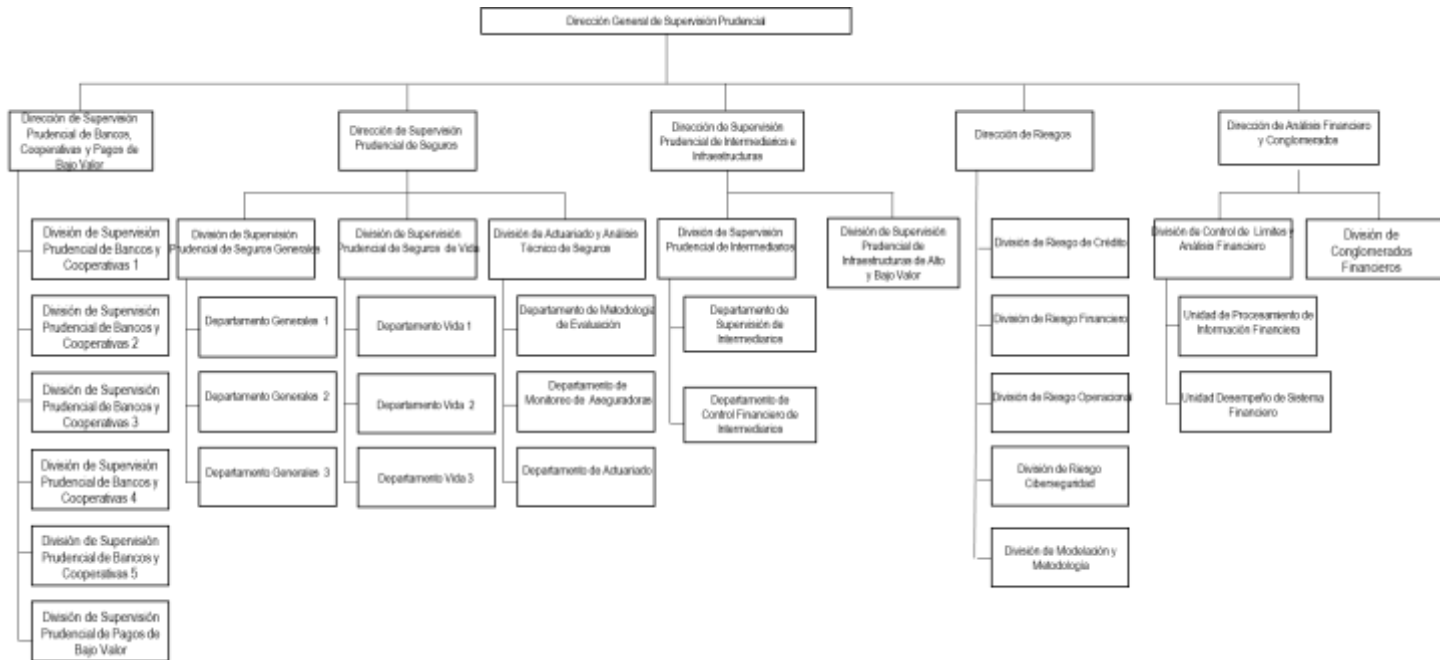 Dirección General de Supervisión Prudencial
Dirección de Supervisión
Prudencial de Bancos,
Cooperativas y Pagos de
Bajo Valor
Dirección de Supervisión
Prudencial de Seguros
Dirección de Supervisión
Prudencial de Intermediarios e
Infraestructuras
Dirección de Riesgos
Dirección de Análisis Financiero
y Conglomerados
División de Supervisión
Prudencial de Bancos y
Cooperativas 1
División de Supervisión
Prudencial de Bancos y
Cooperativas 2
División de Supervisión
Prudencial de Bancos y
Cooperativas 3
División de Supervisión
Prudencial de Bancos y
Cooperativas 4
División de Supervisión
Prudencial de Bancos y
Cooperativas 5
División de Supervisión
Prudencial de Pagos de
Bajo Valor
División de Supervisión
Prudencial de Seguros Generales
Departamento Generales 1
Departamento Generales 2
Departamento Generales 3
División de Supervisión
Prudencial de Seguros de Vida
Departamento Vida 1
Departamento Vida 2
Departamento Vida 3
División de Actuariado y Análisis
Técnico de Seguros
Departamento de Metodología
de Evaluación
Departamento de
Monitoreo de Aseguradoras
Departamento de Actuariado
División de Supervisión
Prudencial de Intermediarios
Departamento de
Supervisión de
Intermediarios
Departamento de
Control Financiero de
Intermediarios
División de Supervisión
Prudencial de
Infraestructuras de Alto
y Bajo Valor
División de Riesgo de Crédito
División de Riesgo Financiero
División de Riesgo Operacional
División de Riesgo
Ciberseguridad
División de Modelación y
Metodología
División de Control de Límites y
Análisis Financiero
Unidad de Procesamiento de
Información Financiera
Unidad Desempeño de Sistema
Financiero
División de
Conglomerados
Financieros